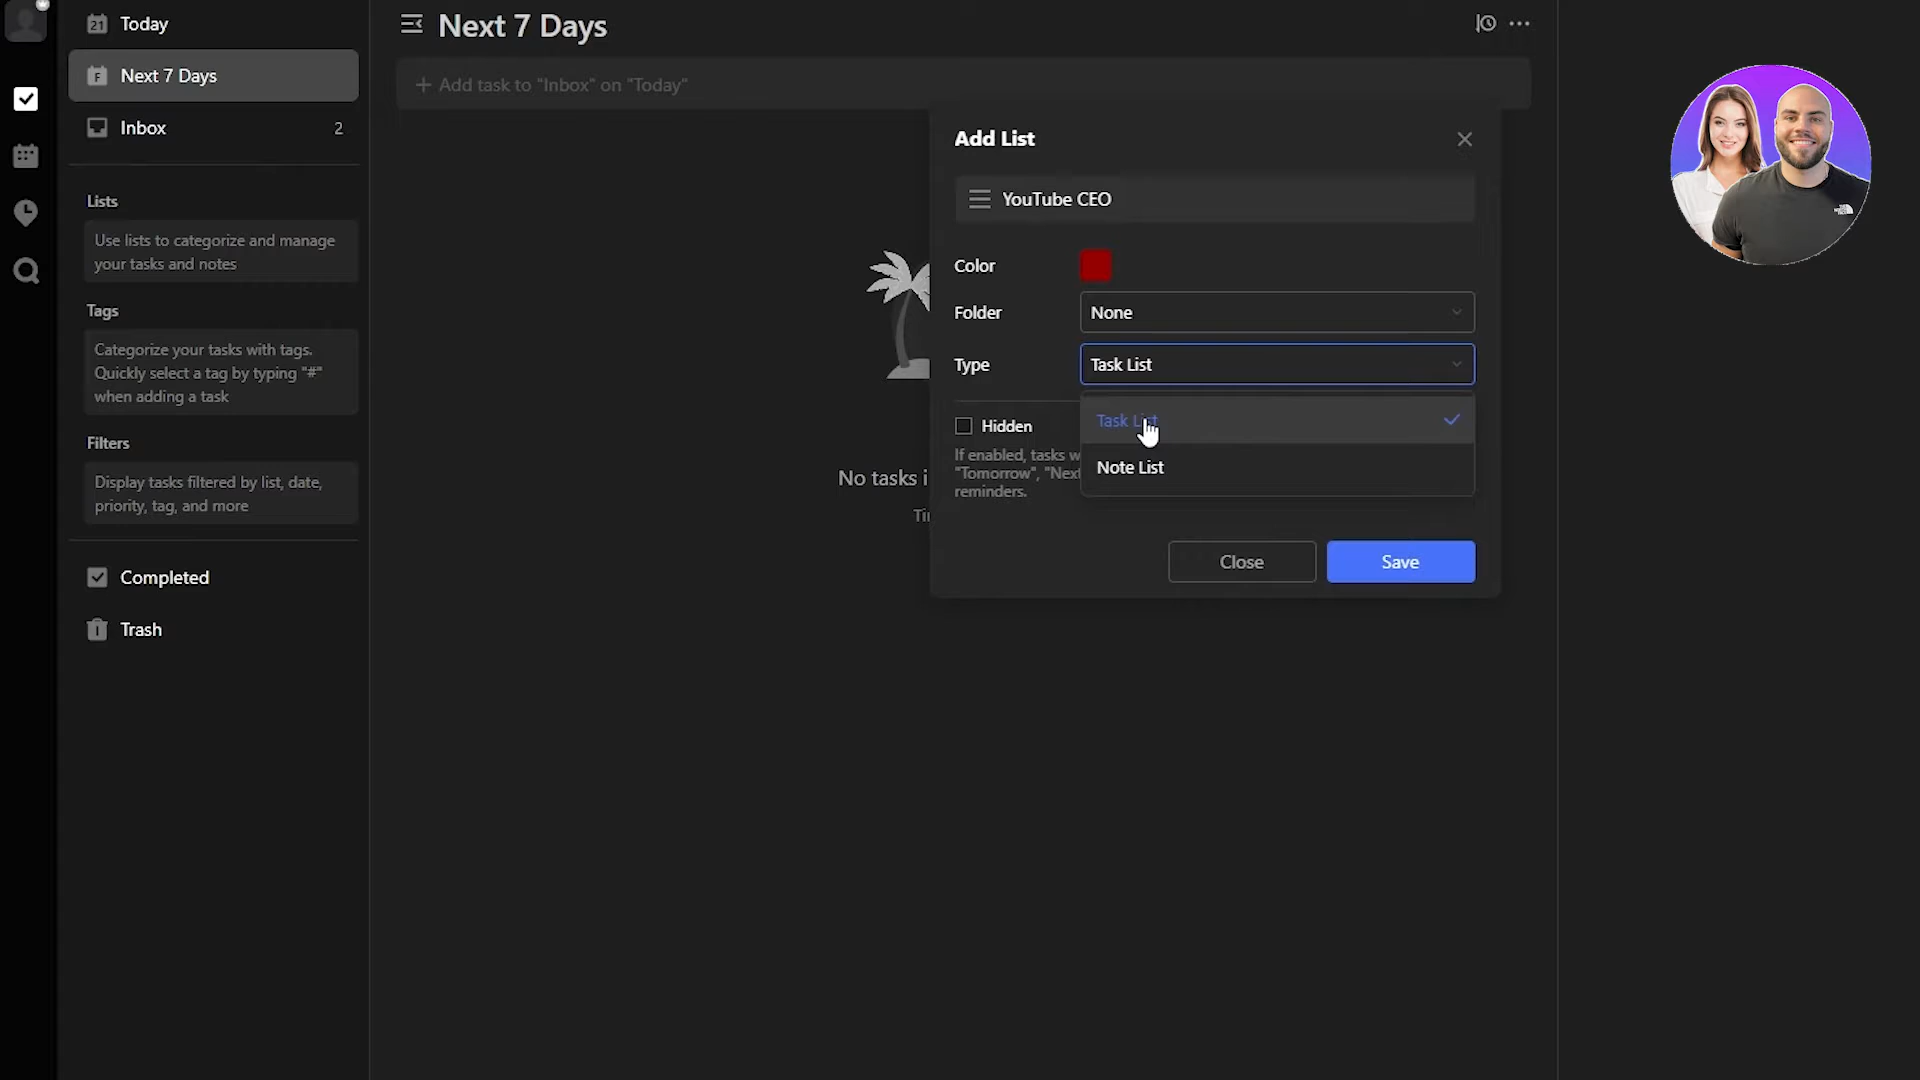 21 Today
F Next 7 Days
Inbox 2
Lists
Use lists to categorize and manage
your tasks and notes
Tags
Categorize your tasks with tags.
Quickly select a tag by typing "#"
when adding a task
Filters
Display tasks filtered by list, date,
priority, tag, and more
Completed
Trash
Next 7 Days
+ Add task to "Inbox" on "Today"
No tasks i
Add List
YouTube CEO
Color
Folder None
Type Task List
Task List
Note List
Hidden
If enabled, tasks w
"Tomorrow", "Next
reminders.
Close Save